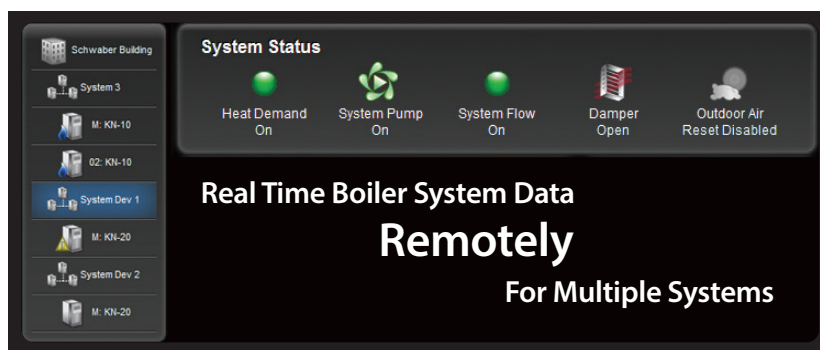 Schwaber Building
System 3
M: KN-10
02: KN-10
System Dev 1
M: KN-20
System Dev 2
M: KN-20
System Status
Heat Demand
On
System Pump
On
System Flow
On
Damper
Open
Outdoor Air
Reset Disabled
Real Time Boiler System Data
Remotely
For Multiple Systems